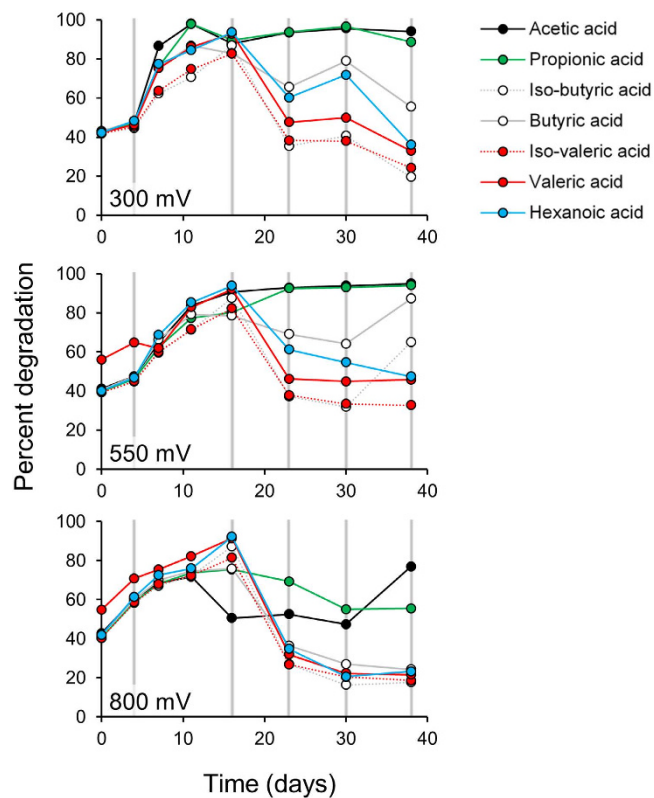 100
80
60
40
20
0
300 mV
0 10 20 30 40
Acetic acid
Propionic acid
Iso-butyric acid
Butyric acid
Iso-valeric acid
Valeric acid
Hexanoic acid
Percent degradation
100
80
60
40
20
0
550 mV
0 10 20 30 40
100
80
60
40
20
0
800 mV
0 10 20 30 40
Time (days)